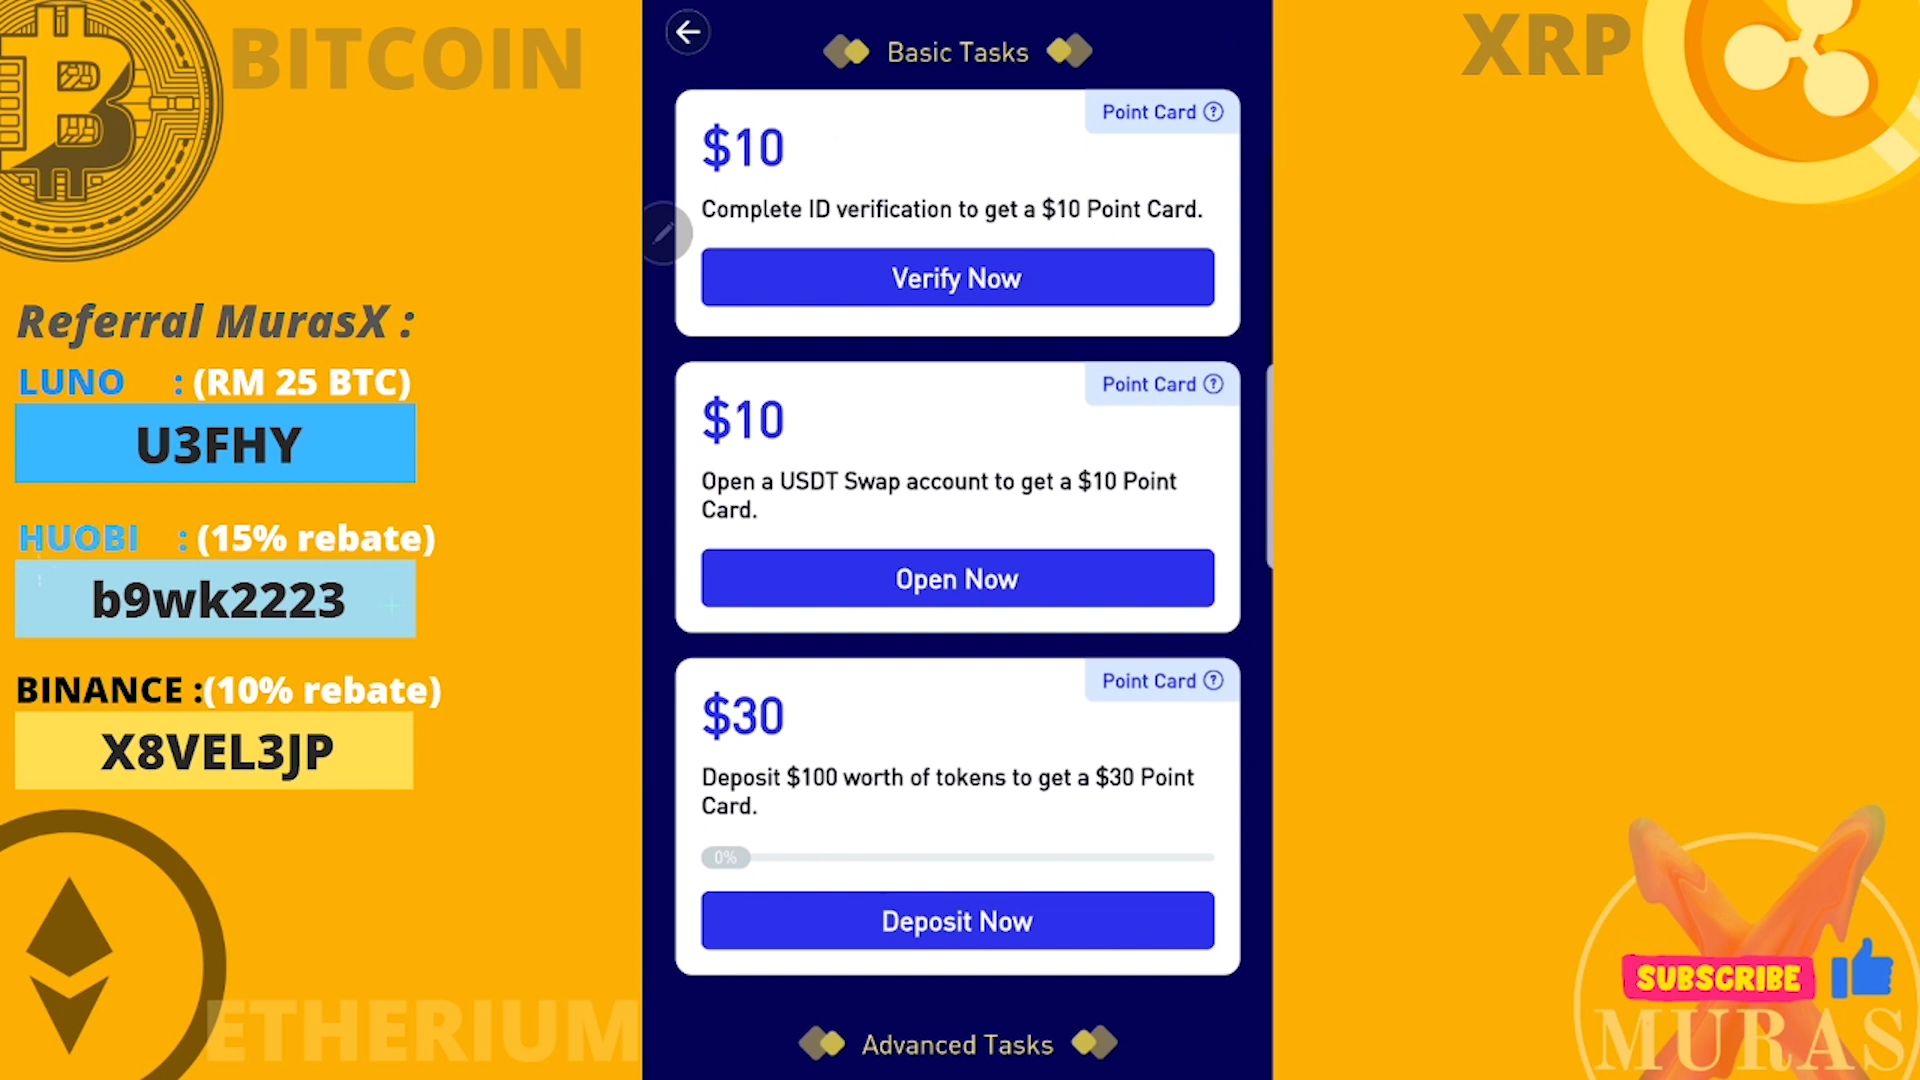 BITCOIN
XRP
Referral MurasX :
LUNO : (RM 25 BTC)
U3FHY
HUOBI : (15% rebate)
b9wk2223
BINANCE :(10% rebate)
X8VEL3JP
ETHERIUM
Basic Tasks
Point Card ?
$10
Complete ID verification to get a $10 Point Card.
Verify Now
Point Card ?
$10
Open a USDT Swap account to get a $10 Point
Card.
Open Now
Point Card ?
$30
Deposit $100 worth of tokens to get a $30 Point
Card.
0%
Deposit Now
Advanced Tasks
SUBSCRIBE
MURAS